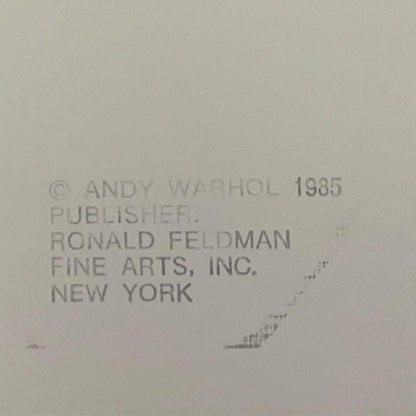 © ANDY WARHOL 1985
PUBLISHER:
RONALD FELDMAN
FINE ARTS, INC.
NEW YORK